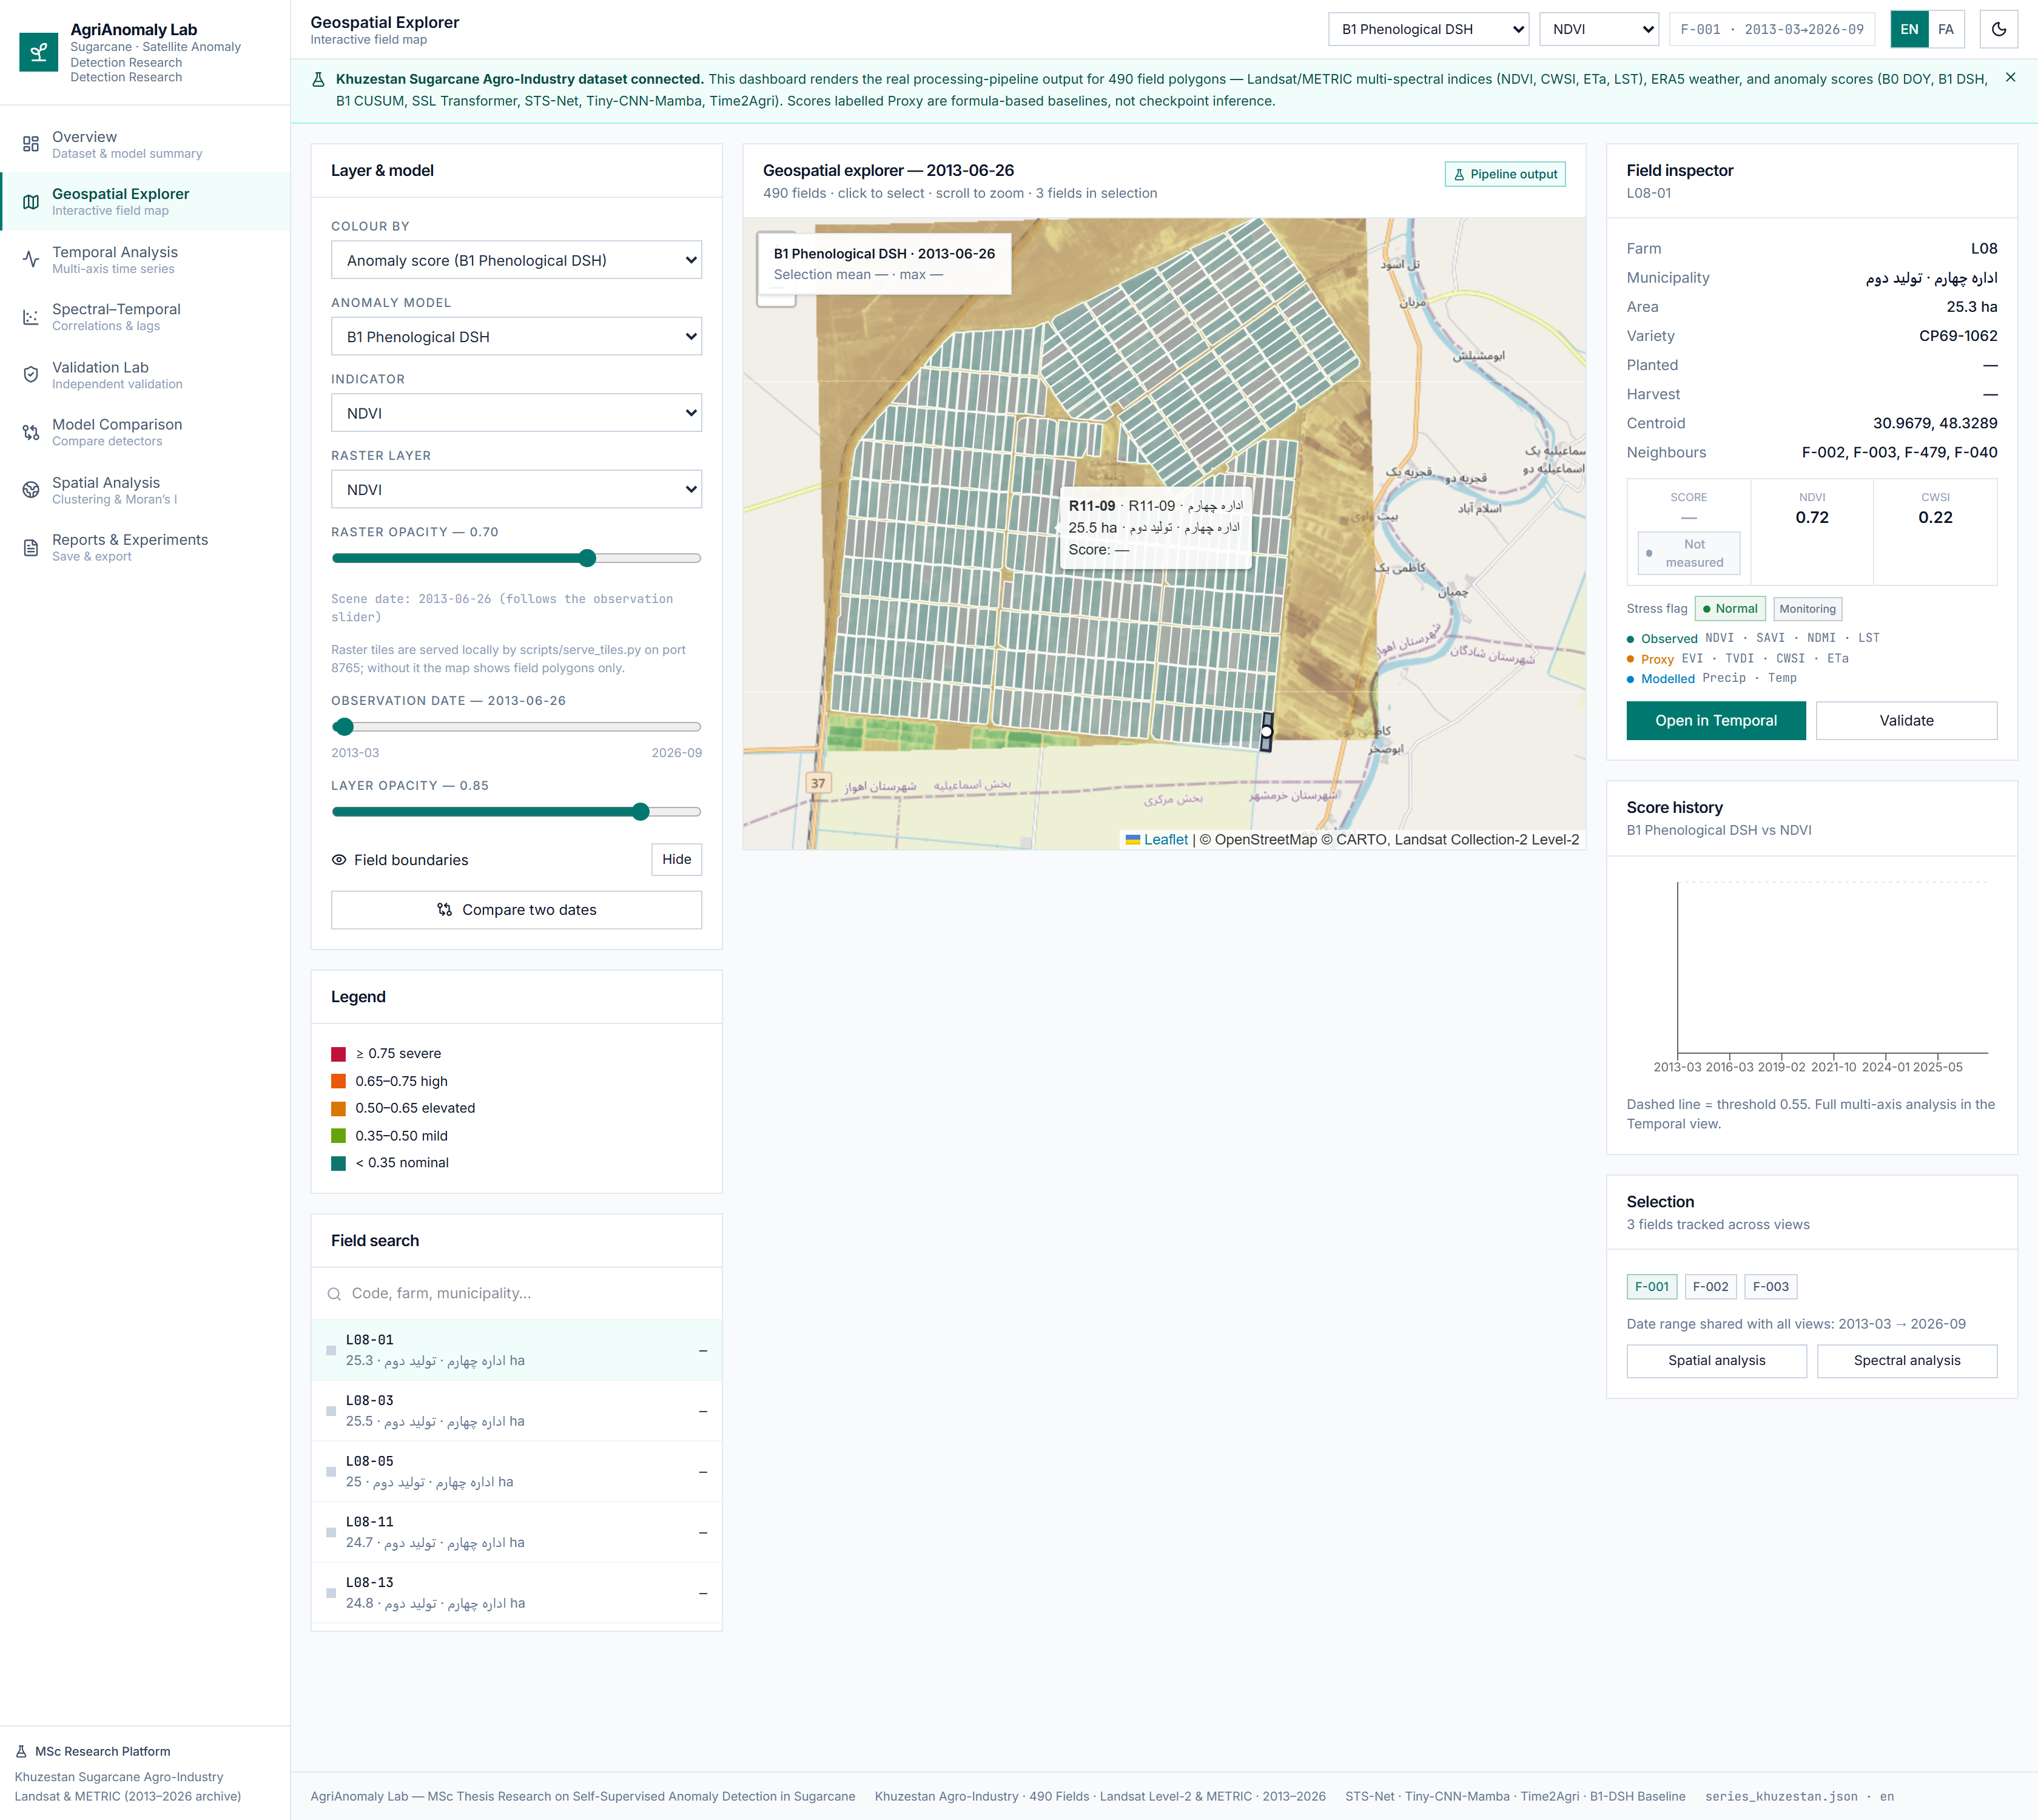 AgriAnomaly Lab
Sugarcane · Satellite Anomaly
Detection Research
Detection Research
Overview
Dataset & model summary
Geospatial Explorer
Interactive field map
Temporal Analysis
Multi-axis time series
Spectral–Temporal
Correlations & lags
Validation Lab
Independent validation
Model Comparison
Compare detectors
Spatial Analysis
Clustering & Moran's I
Reports & Experiments
Save & export
MSc Research Platform
Khuzestan Sugarcane Agro-Industry
Landsat & METRIC (2013–2026 archive)
Geospatial Explorer
Interactive field map
B1 Phenological DSH
NDVI
F-001 · 2013-03→2026-09
EN FA
Khuzestan Sugarcane Agro-Industry dataset connected. This dashboard renders the real processing-pipeline output for 490 field polygons — Landsat/METRIC multi-spectral indices (NDVI, CWSI, ETa, LST), ERA5 weather, and anomaly scores (B0 DOY, B1 DSH,
B1 CUSUM, SSL Transformer, STS-Net, Tiny-CNN-Mamba, Time2Agri). Scores labelled Proxy are formula-based baselines, not checkpoint inference.
Layer & model
COLOUR BY
Anomaly score (B1 Phenological DSH)
ANOMALY MODEL
B1 Phenological DSH
INDICATOR
NDVI
RASTER LAYER
NDVI
RASTER OPACITY — 0.70
Scene date: 2013-06-26 (follows the observation
slider)
Raster tiles are served locally by scripts/serve_tiles.py on port
8765; without it the map shows field polygons only.
OBSERVATION DATE — 2013-06-26
2013-03 2026-09
LAYER OPACITY — 0.85
Field boundaries
Hide
Compare two dates
Legend
≥ 0.75 severe
0.65–0.75 high
0.50–0.65 elevated
0.35–0.50 mild
< 0.35 nominal
Field search
Code, farm, municipality...
L08-01
25.3 · اداره چهارم · تولید دوم ha
—
L08-03
25.5 · اداره چهارم · تولید دوم ha
—
L08-05
25 · اداره چهارم · تولید دوم ha
—
L08-11
24.7 · اداره چهارم · تولید دوم ha
—
L08-13
24.8 · اداره چهارم · تولید دوم ha
—
Geospatial explorer — 2013-06-26
490 fields · click to select · scroll to zoom · 3 fields in selection
Pipeline output
B1 Phenological DSH · 2013-06-26
Selection mean — · max —
تل اسود
مزبان
ابومشیلش
اسماعیلیه یک
اسماعیلیه دو
قجریه یک
قجریه دو
اسلام آباد
بیت واوی
کاظمی یک
چمیان
شهرستان اهواز
شهرستان شادگان
ابوصخر
R11-09 · R11-09 · اداره چهارم
25.5 ha · اداره چهارم · تولید دوم
Score: —
37
شهرستان اهواز
بخش اسماعیلیه
بخش مرکزی
شهرستان خرمشهر
Leaflet | © OpenStreetMap © CARTO, Landsat Collection-2 Level-2
Field inspector
L08-01
Farm L08
Municipality اداره چهارم · تولید دوم
Area 25.3 ha
Variety CP69-1062
Planted —
Harvest —
Centroid 30.9679, 48.3289
Neighbours F-002, F-003, F-479, F-040
SCORE
—
Not
measured
NDVI
0.72
CWSI
0.22
Stress flag Normal Monitoring
Observed NDVI · SAVI · NDMI · LST
Proxy EVI · TVDI · CWSI · ETa
Modelled Precip · Temp
Open in Temporal
Validate
Score history
B1 Phenological DSH vs NDVI
2013-03 2016-03 2019-02 2021-10 2024-01 2025-05
Dashed line = threshold 0.55. Full multi-axis analysis in the
Temporal view.
Selection
3 fields tracked across views
F-001 F-002 F-003
Date range shared with all views: 2013-03 → 2026-09
Spatial analysis
Spectral analysis
AgriAnomaly Lab — MSc Thesis Research on Self-Supervised Anomaly Detection in Sugarcane Khuzestan Agro-Industry · 490 Fields · Landsat Level-2 & METRIC · 2013–2026 STS-Net · Tiny-CNN-Mamba · Time2Agri · B1-DSH Baseline series_khuzestan.json · en